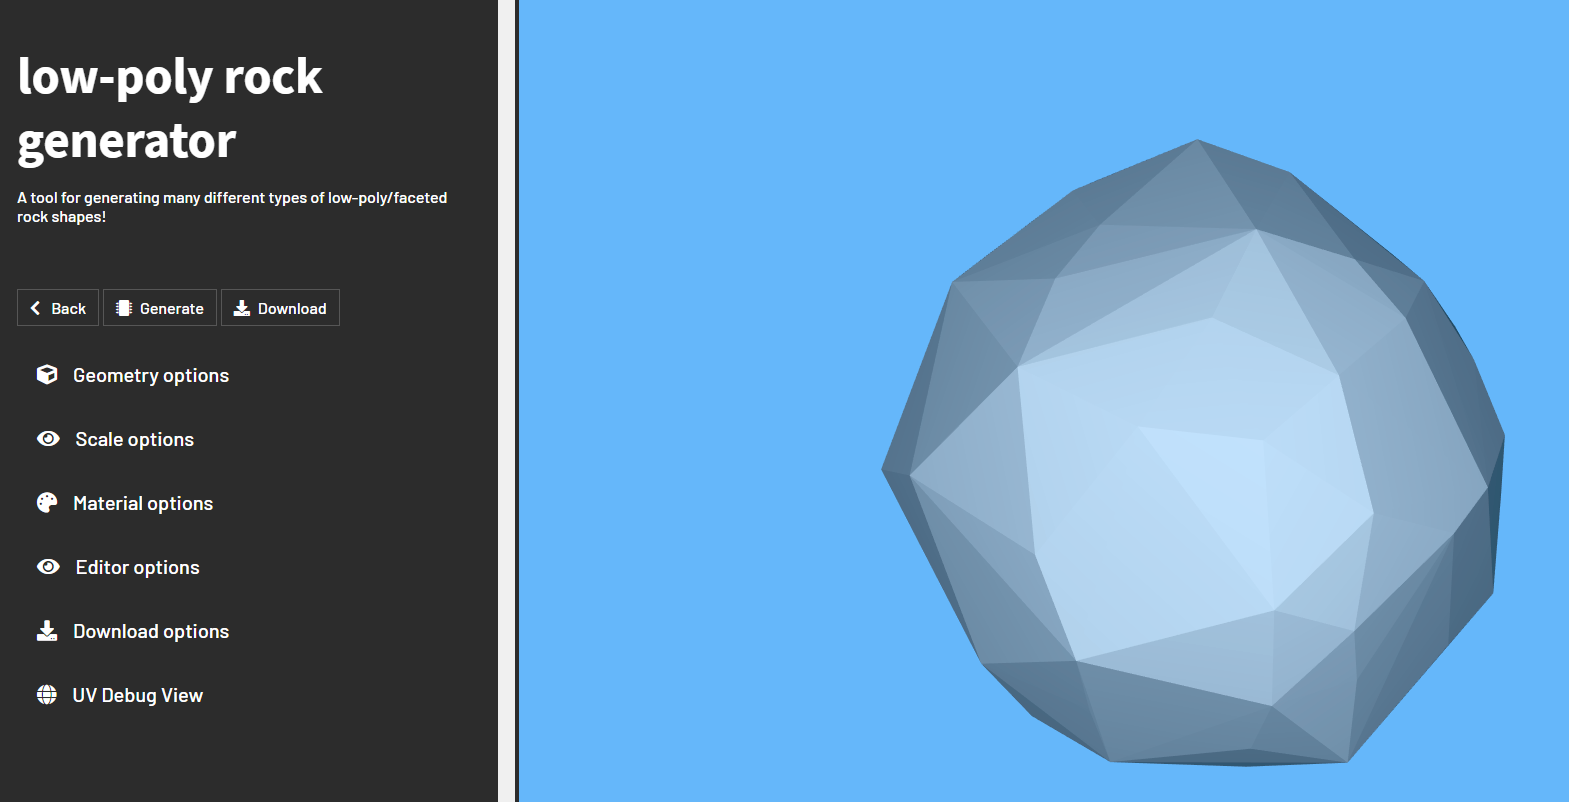 low-poly rock
generator
A tool for generating many different types of low-poly/faceted
rock shapes!
Back Generate Download
Geometry options
Scale options
Material options
Editor options
Download options
UV Debug View